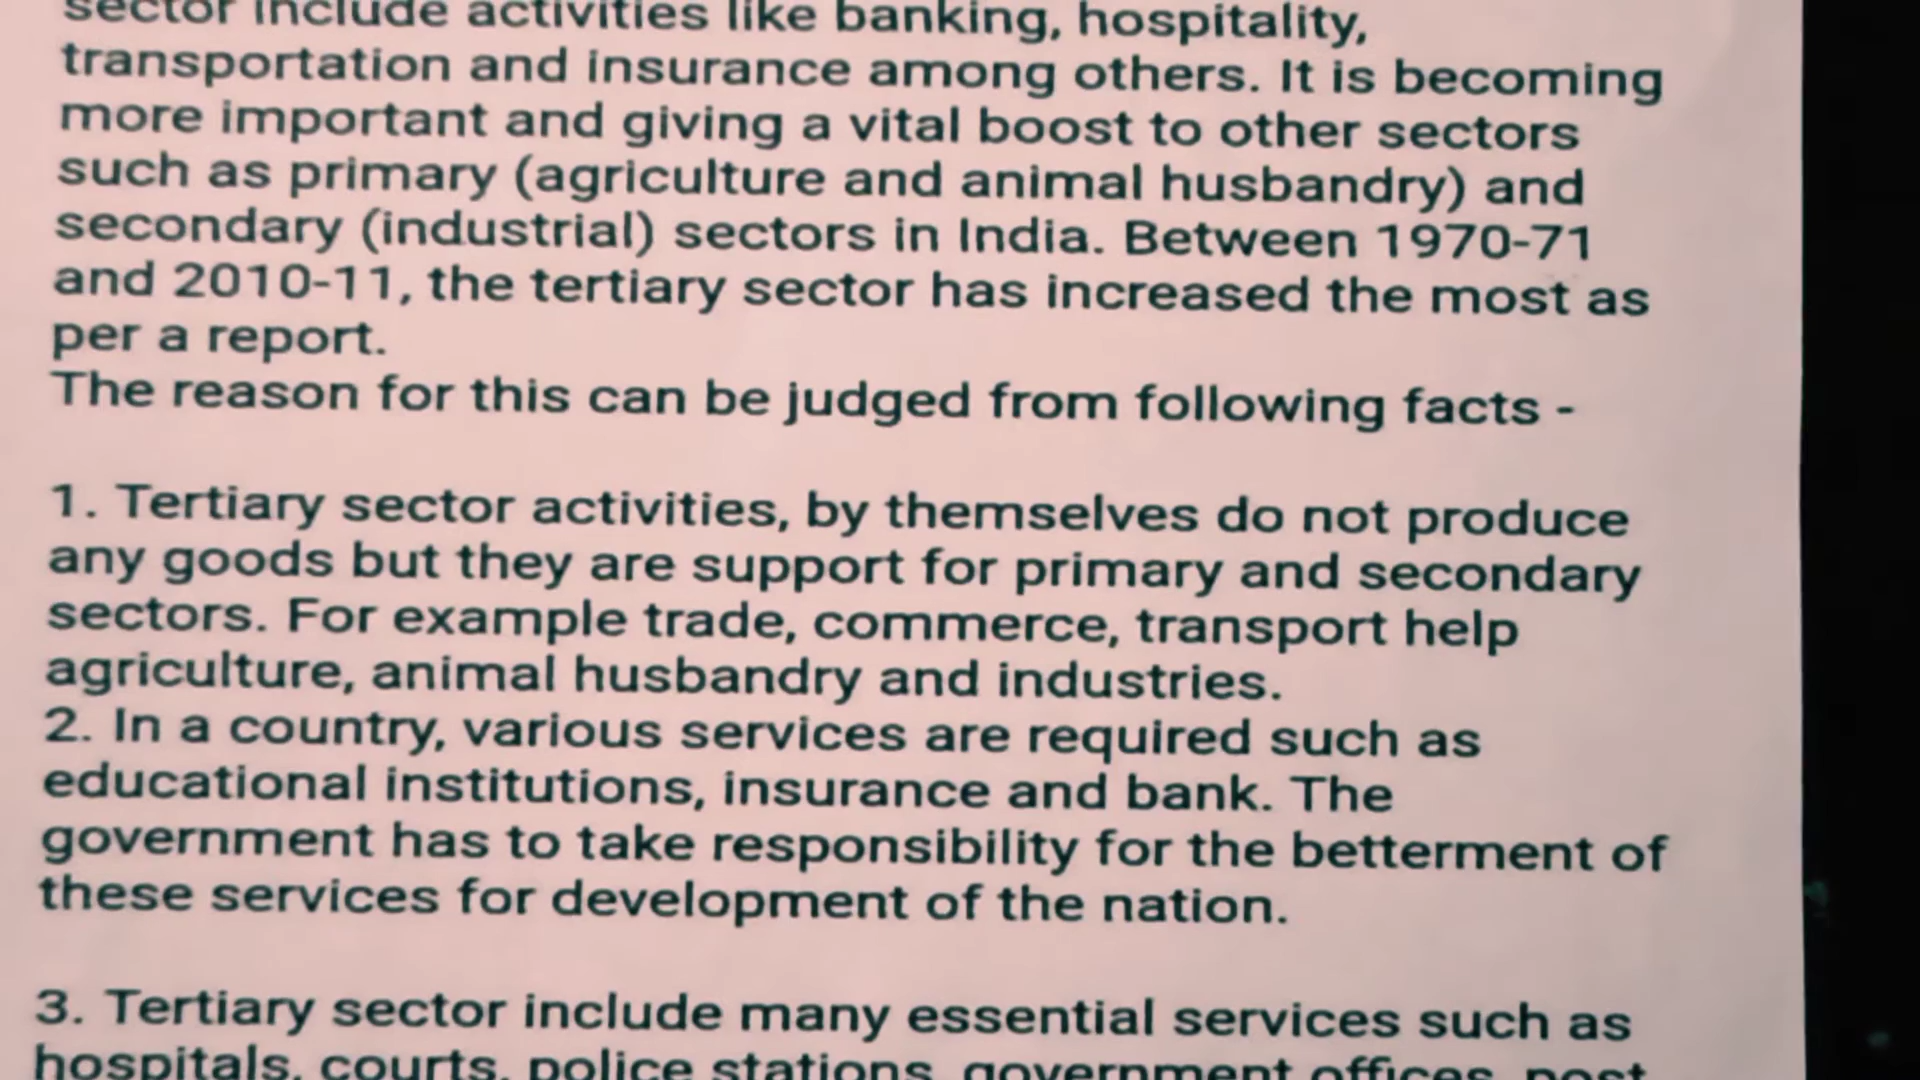 sector include activities like banking, hospitality,
transportation and insurance among others. It is becoming
more important and giving a vital boost to other sectors
such as primary (agriculture and animal husbandry) and
secondary (industrial) sectors in India. Between 1970-71
and 2010-11, the tertiary sector has increased the most as
per a report.
The reason for this can be judged from following facts -
1. Tertiary sector activities, by themselves do not produce
any goods but they are support for primary and secondary
sectors. For example trade, commerce, transport help
agriculture, animal husbandry and industries.
2. In a country, various services are required such as
educational institutions, insurance and bank. The
government has to take responsibility for the betterment of
these services for development of the nation.
3. Tertiary sector include many essential services such as
hospitals, courts, police stations, government offices, post